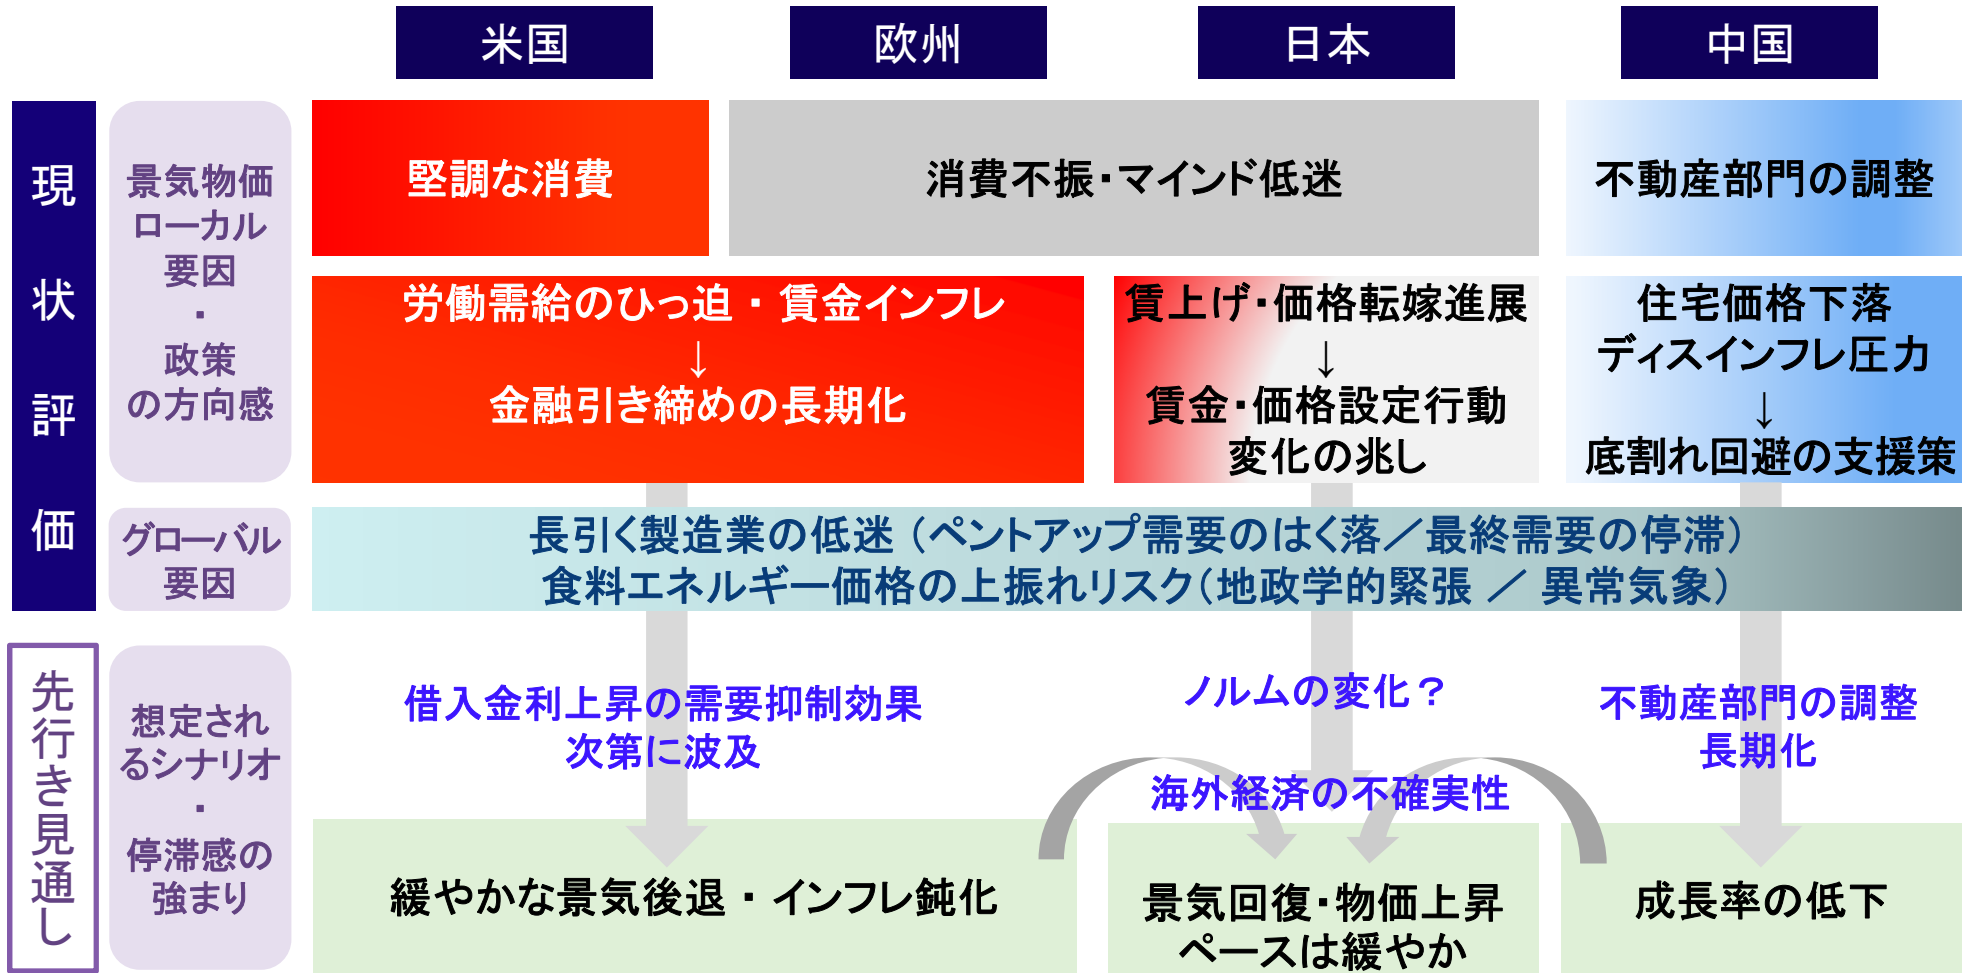 米国
欧州
日本
中国
現状評価
景気物価
ローカル
要因
・
政策
の方向感
堅調な消費
消費不振・マインド低迷
不動産部門の調整
労働需給のひっ迫・賃金インフレ
↓
金融引き締めの長期化
賃上げ・価格転嫁進展
↓
賃金・価格設定行動
変化の兆し
住宅価格下落
ディスインフレ圧力
↓
底割れ回避の支援策
グローバル
要因
長引く製造業の低迷（ペントアップ需要のはく落／最終需要の停滞）
食料エネルギー価格の上振れリスク（地政学的緊張 ／ 異常気象）
先行き見通し
想定され
るシナリオ
・
停滞感の
強まり
借入金利上昇の需要抑制効果
次第に波及
ノルムの変化？
海外経済の不確実性
不動産部門の調整
長期化
緩やかな景気後退・インフレ鈍化
景気回復・物価上昇
ペースは緩やか
成長率の低下